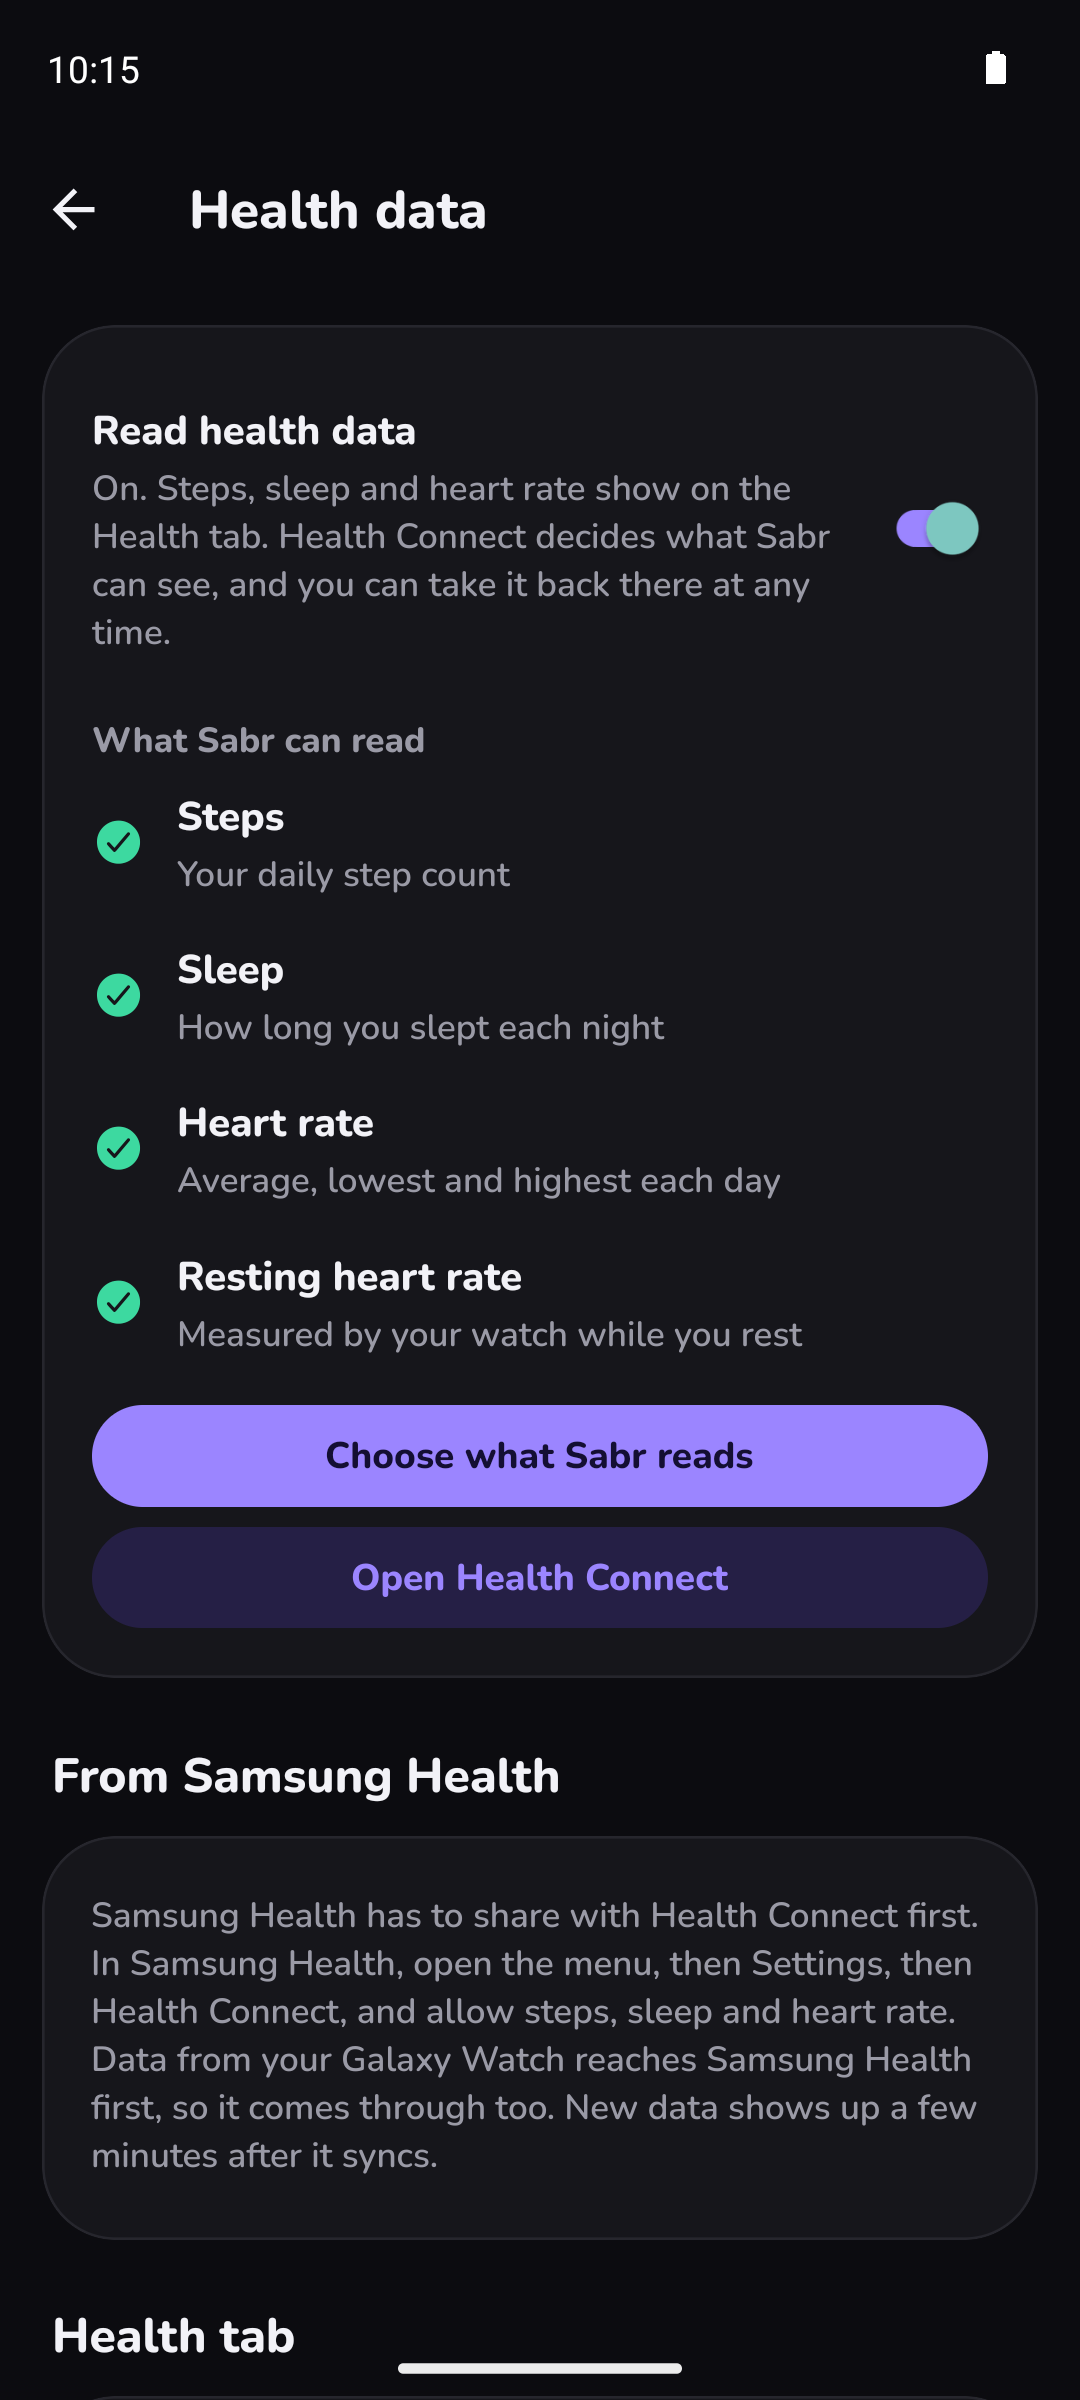 10:15
Health data
Read health data
On. Steps, sleep and heart rate show on the
Health tab. Health Connect decides what Sabr
can see, and you can take it back there at any
time.
What Sabr can read
Steps
Your daily step count
Sleep
How long you slept each night
Heart rate
Average, lowest and highest each day
Resting heart rate
Measured by your watch while you rest
Choose what Sabr reads
Open Health Connect
From Samsung Health
Samsung Health has to share with Health Connect first.
In Samsung Health, open the menu, then Settings, then
Health Connect, and allow steps, sleep and heart rate.
Data from your Galaxy Watch reaches Samsung Health
first, so it comes through too. New data shows up a few
minutes after it syncs.
Health tab